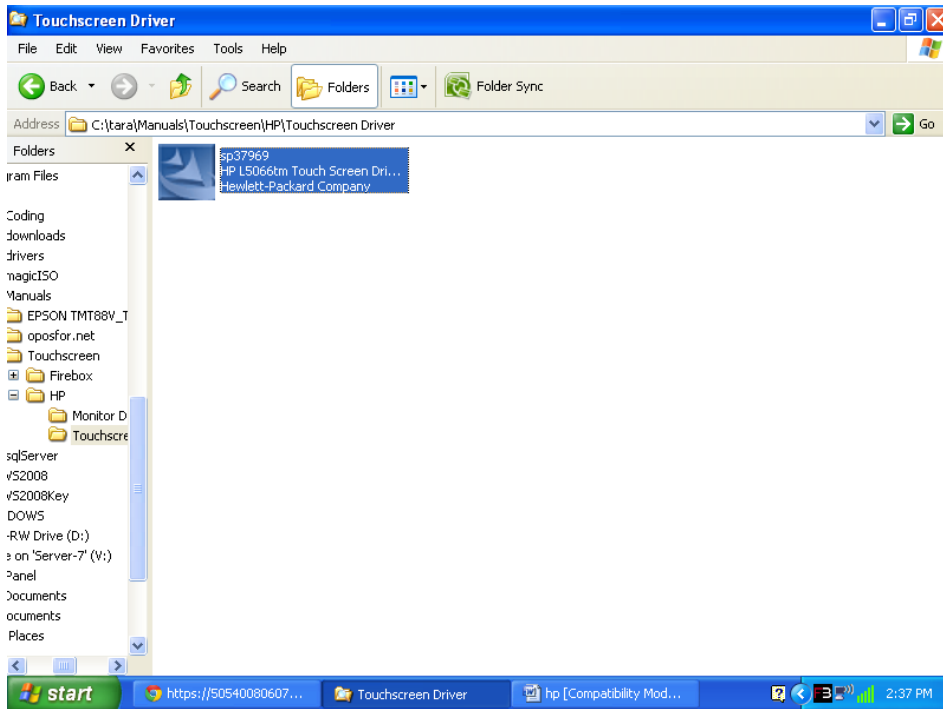 Touchscreen Driver
File Edit View Favorites Tools Help
Back Search Folders Folder Sync
Address C:\tara\Manuals\Touchscreen\HP\Touchscreen Driver Go
Folders
gram Files
Coding
downloads
drivers
magicISO
Manuals
EPSON TMT88V_T
oposfor.net
Touchscreen
Firebox
HP
Monitor D
Touchscre
sqlServer
VS2008
VS2008Key
DOWS
-RW Drive (D:)
e on 'Server-7' (V:)
Panel
Documents
ocuments
Places
sp37969
HP L5066tm Touch Screen Dri...
Hewlett-Packard Company
start https://50540080607... Touchscreen Driver hp [Compatibility Mod... 2:37 PM